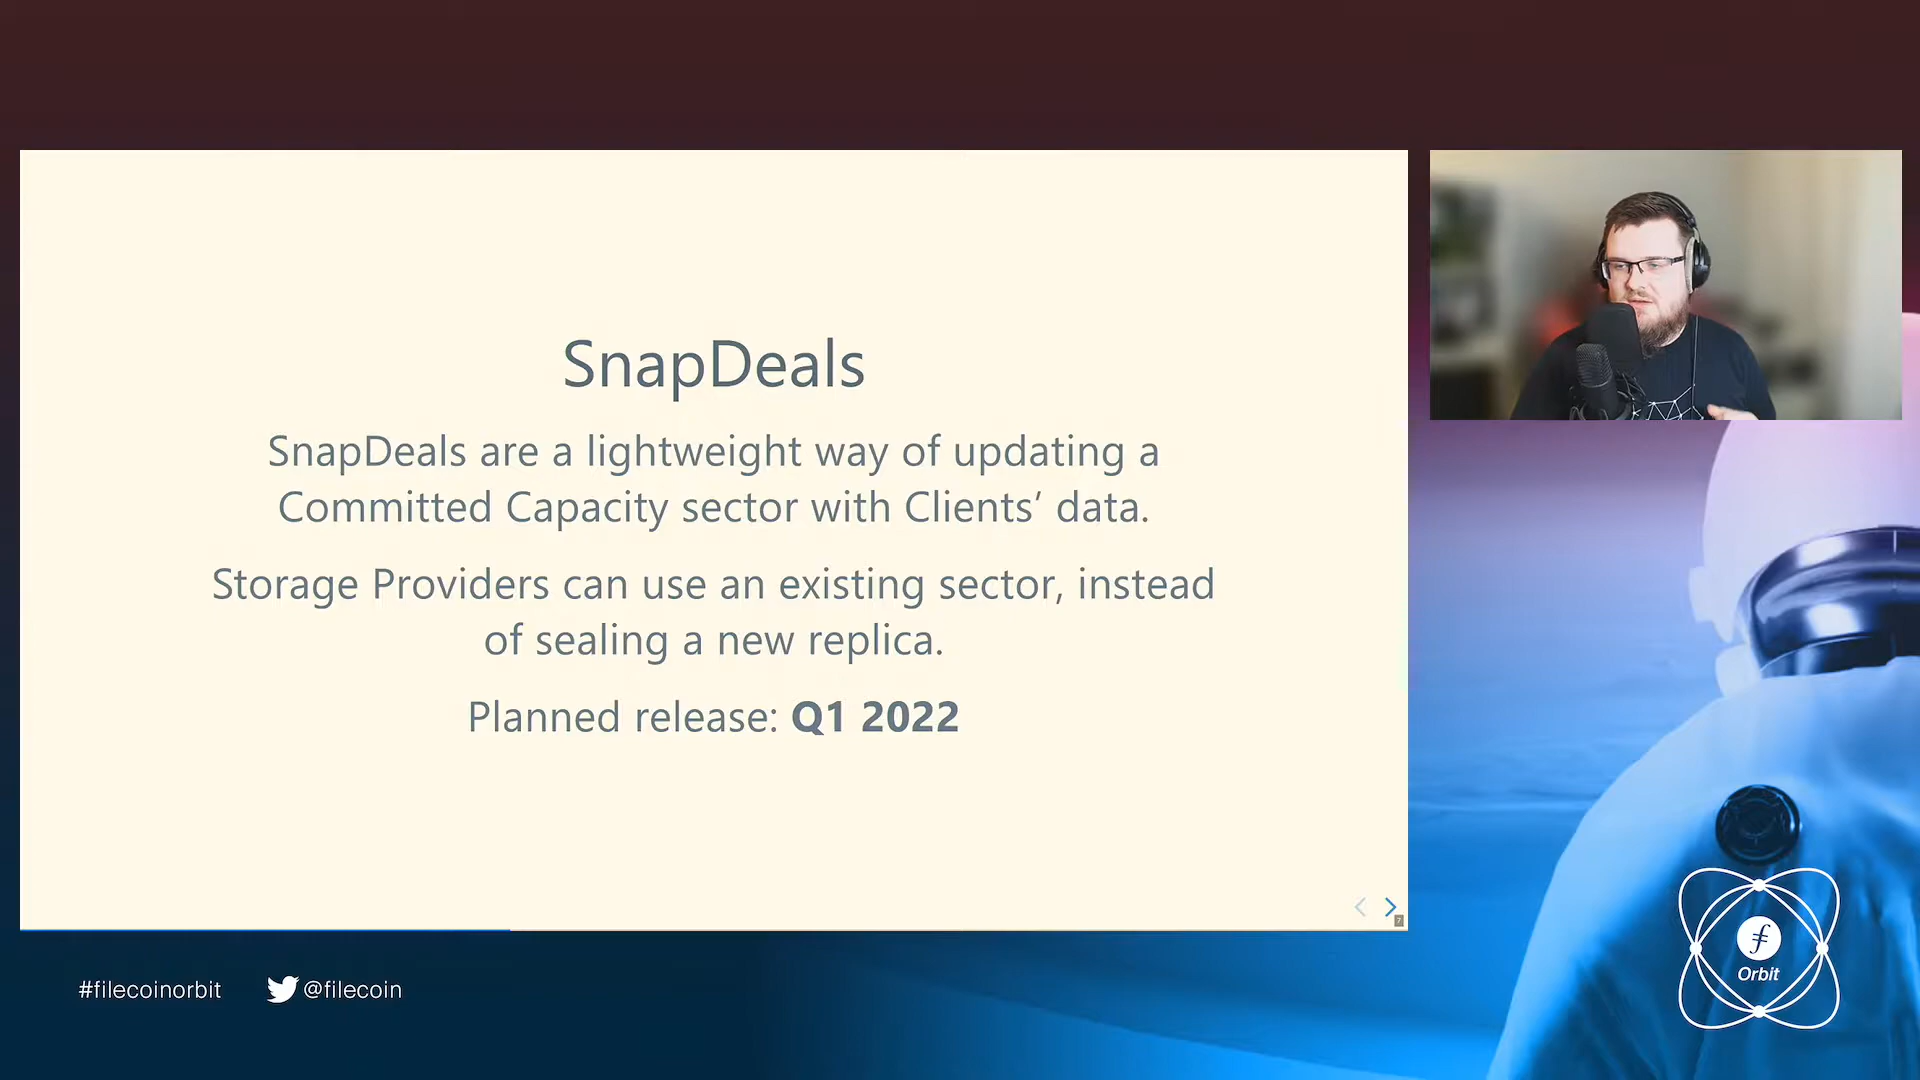 SnapDeals
SnapDeals are a lightweight way of updating a
Committed Capacity sector with Clients’ data.
Storage Providers can use an existing sector, instead
of sealing a new replica.
Planned release: Q1 2022
7
#filecoinorbit
@filecoin
Orbit